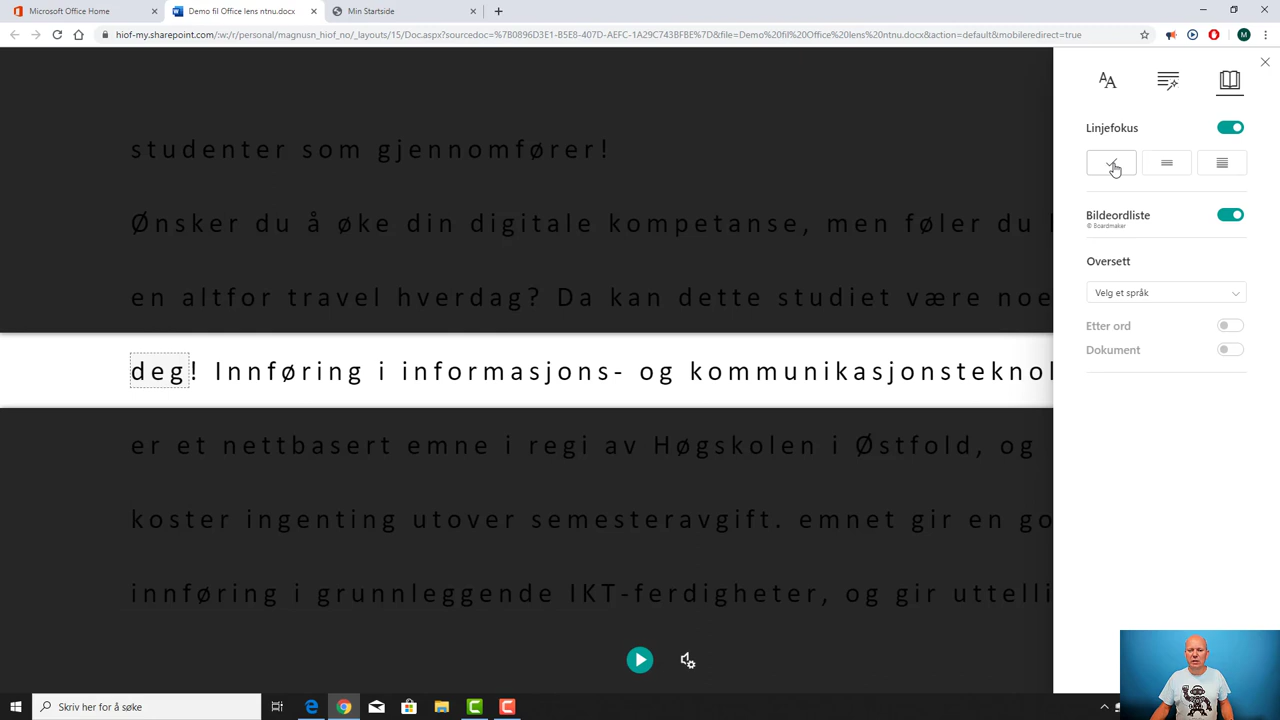 Microsoft Office Home
Demo fil Office lens ntnu.docx
Min Startside
hiof-my.sharepoint.com/:w:/r/personal/magnusn_hiof_no/_layouts/15/Doc.aspx?sourcedoc=%7B0896D3E1-B5E8-407D-AEFC-1A29C743BFBE%7D&file=Demo%20fil%20Office%20lens%20ntnu.docx&action=default&mobileredirect=true
M
studenter som gjennomfører!
Ønsker du å øke din digitale kompetanse, men føler du
en altfor travel hverdag? Da kan dette studiet være noe
deg! Innføring i informasjons- og kommunikasjonsteknol
er et nettbasert emne i regi av Høgskolen i Østfold, og
koster ingenting utover semesteravgift. emnet gir en go
innføring i grunnleggende IKT-ferdigheter, og gir uttelli
AA
Linjefokus
Bildeordliste
© Boardmaker
Oversett
Velg et språk
Etter ord
Dokument
Skriv her for å søke